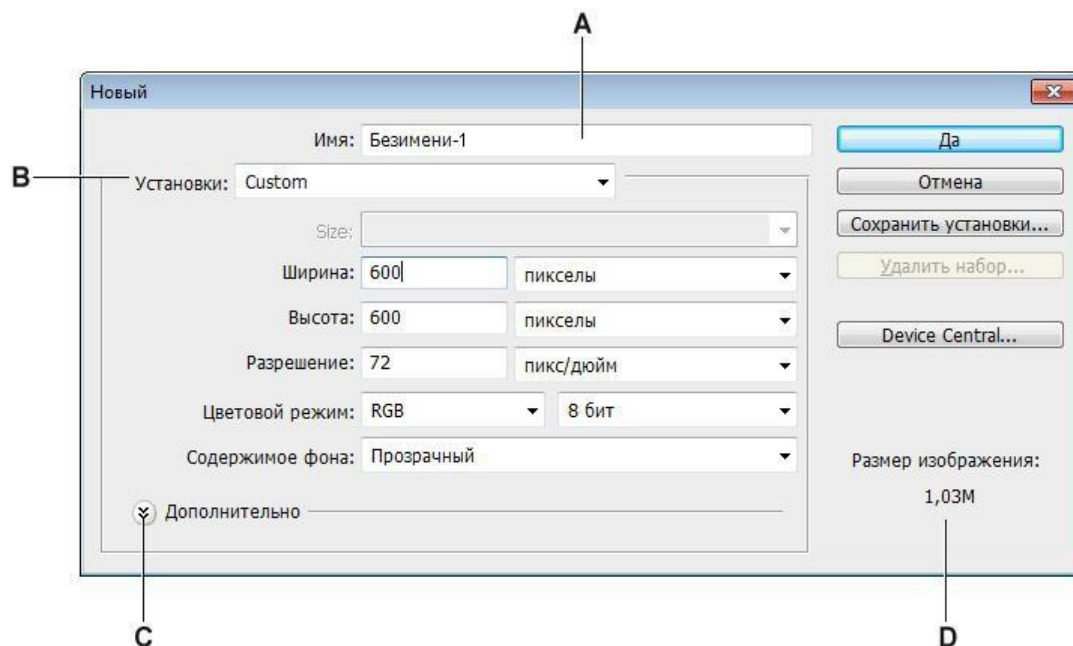 A
Новый
Имя: Безимени-1
Да
B
Установки: Custom
Отмена
Size:
Сохранить установки...
Ширина: 600 пикселы
Удалить набор...
Высота: 600 пикселы
Device Central...
Разрешение: 72 пикс/дюйм
Цветовой режим: RGB 8 бит
Содержимое фона: Прозрачный
Размер изображения:
1,03M
Дополнительно
C
D